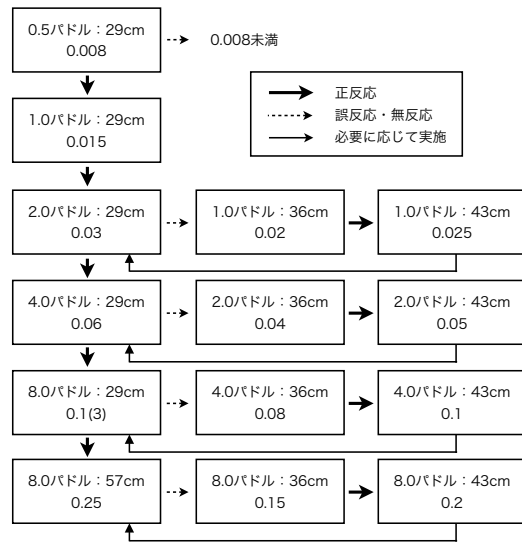 0.5パドル：29cm
0.008
0.008未満
正反応
誤反応・無反応
必要に応じて実施
1.0パドル：29cm
0.015
2.0パドル：29cm
0.03
1.0パドル：36cm
0.02
1.0パドル：43cm
0.025
4.0パドル：29cm
0.06
2.0パドル：36cm
0.04
2.0パドル：43cm
0.05
8.0パドル：29cm
0.1(3)
4.0パドル：36cm
0.08
4.0パドル：43cm
0.1
8.0パドル：57cm
0.25
8.0パドル：36cm
0.15
8.0パドル：43cm
0.2